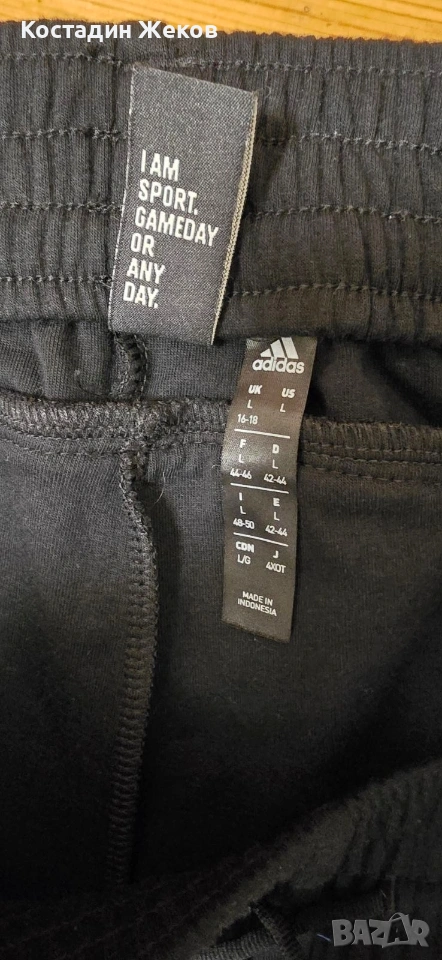 Костадин Жеков
I AM
SPORT.
GAMEDAY
OR
ANY
DAY.
adidas
UK US
L L
16-18
F D
L L
44-46 42-44
I E
L L
48-50 42-44
CDN J
L/G 4XOT
MADE IN
INDONESIA
BAZAR